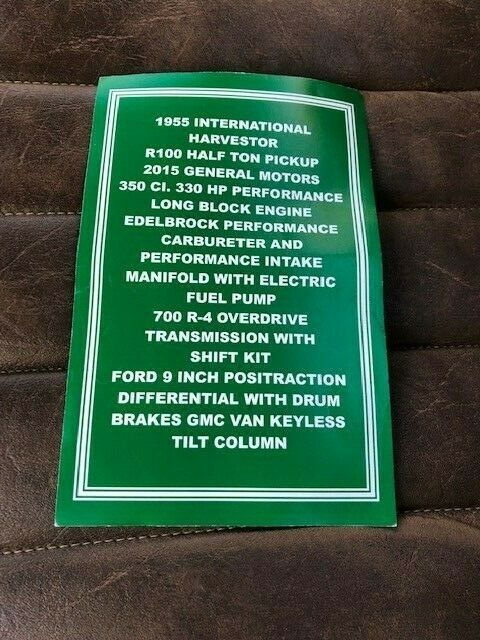 1955 INTERNATIONAL
HARVESTOR
R100 HALF TON PICKUP
2015 GENERAL MOTORS
350 CI. 330 HP PERFORMANCE
LONG BLOCK ENGINE
EDELBROCK PERFORMANCE
CARBURETER AND
PERFORMANCE INTAKE
MANIFOLD WITH ELECTRIC
FUEL PUMP
700 R-4 OVERDRIVE
TRANSMISSION WITH
SHIFT KIT
FORD 9 INCH POSITRACTION
DIFFERENTIAL WITH DRUM
BRAKES GMC VAN KEYLESS
TILT COLUMN